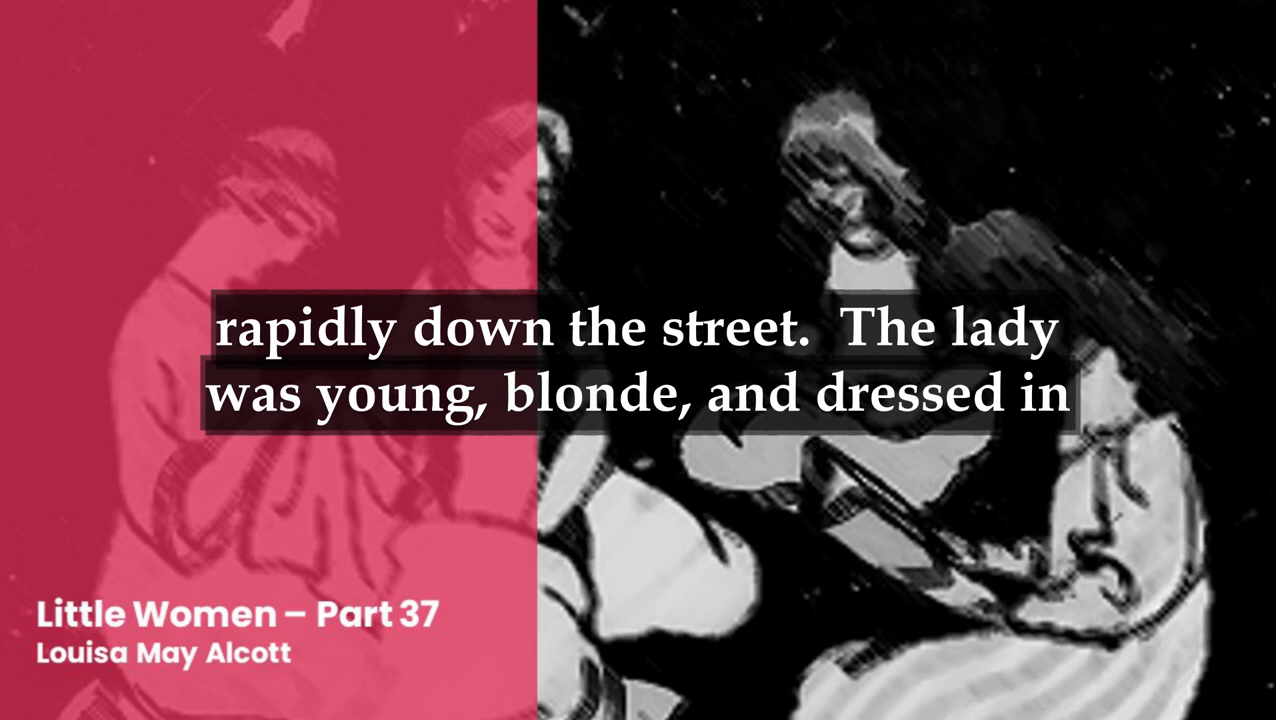 rapidly down the street.  The lady
was young, blonde, and dressed in
Little Women – Part 37
Louisa May Alcott